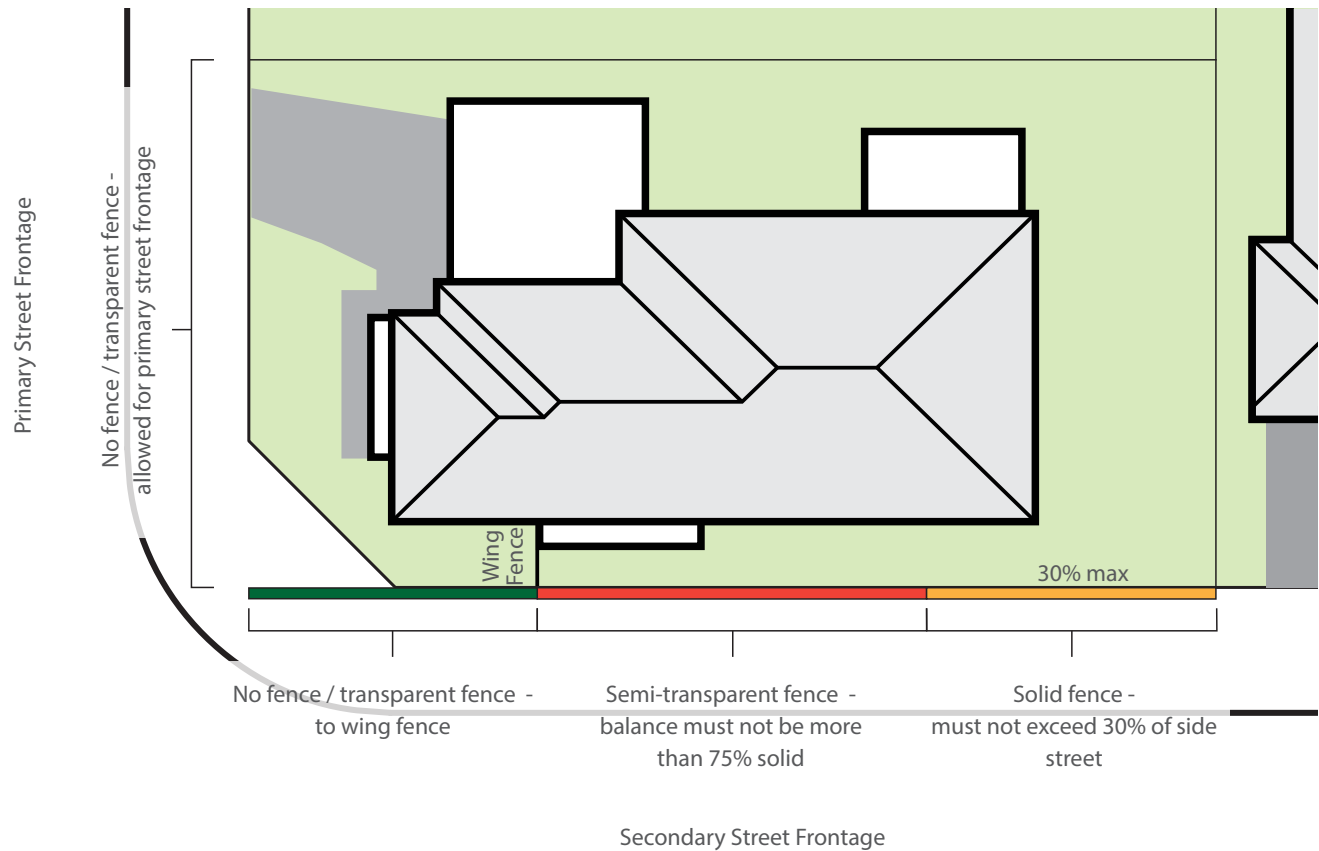 Primary Street Frontage
No fence / transparent fence -
allowed for primary street frontage
Wing
Fence
30% max
No fence / transparent fence -
to wing fence
Semi-transparent fence -
balance must not be more
than 75% solid
Solid fence -
must not exceed 30% of side
street
Secondary Street Frontage